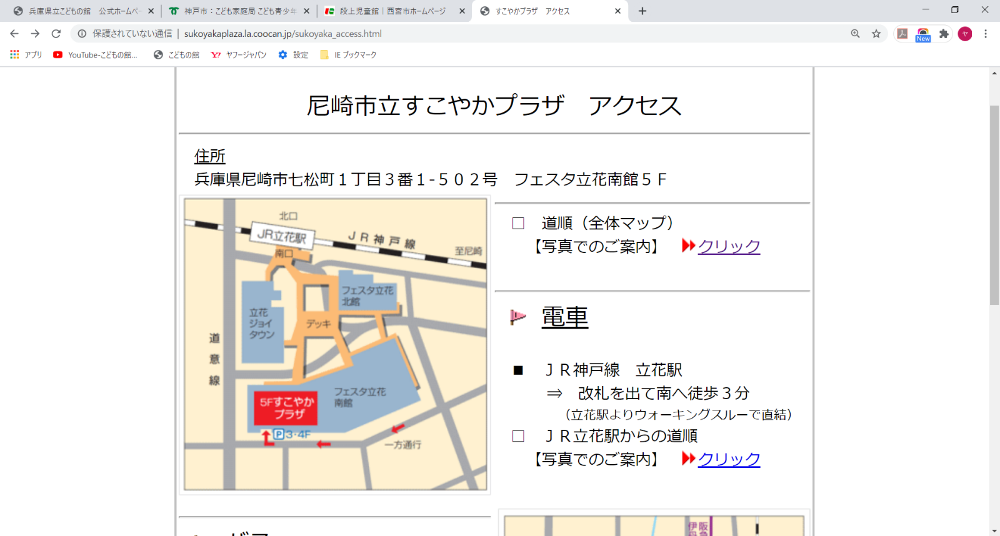 兵庫県立こどもの館　公式ホームペー
神戸市：こども家庭局 こども青少年
段上児童館｜西宮市ホームページ
すこやかプラザ　アクセス
保護されていない通信 | sukoyakaplaza.la.coocan.jp/sukoyaka_access.html
New
ヤ
アプリ
YouTube-こどもの館...
こどもの館
ヤフージャパン
設定
IE ブックマーク
尼崎市立すこやかプラザ　アクセス
住所
兵庫県尼崎市七松町１丁目３番１-５０２号　フェスタ立花南館５Ｆ
北口
JR立花駅
ＪＲ神戸線
至尼崎
南口
フェスタ立花
北館
立花
ジョイ
タウン
デッキ
道意線
フェスタ立花
南館
5Fすこやか
プラザ
P3･4F
一方通行
□　道順（全体マップ）
【写真でのご案内】　クリック
電車
■　ＪＲ神戸線　立花駅
⇒　改札を出て南へ徒歩３分
（立花駅よりウォーキングスルーで直結）
□　ＪＲ立花駅からの道順
【写真でのご案内】　クリック
阪急
伊丹